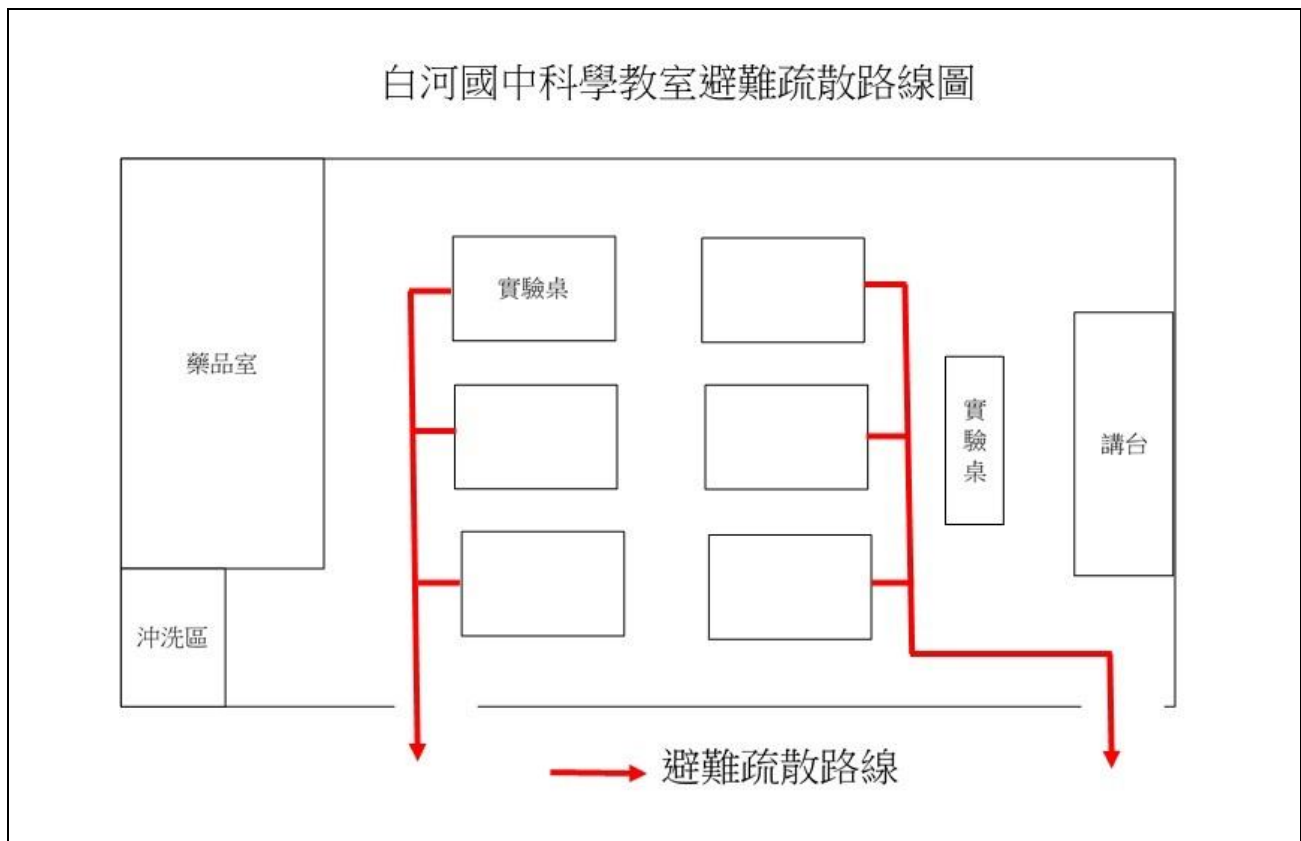 白河國中科學教室避難疏散路線圖
實驗桌
藥品室
實驗桌
講台
沖洗區
避難疏散路線